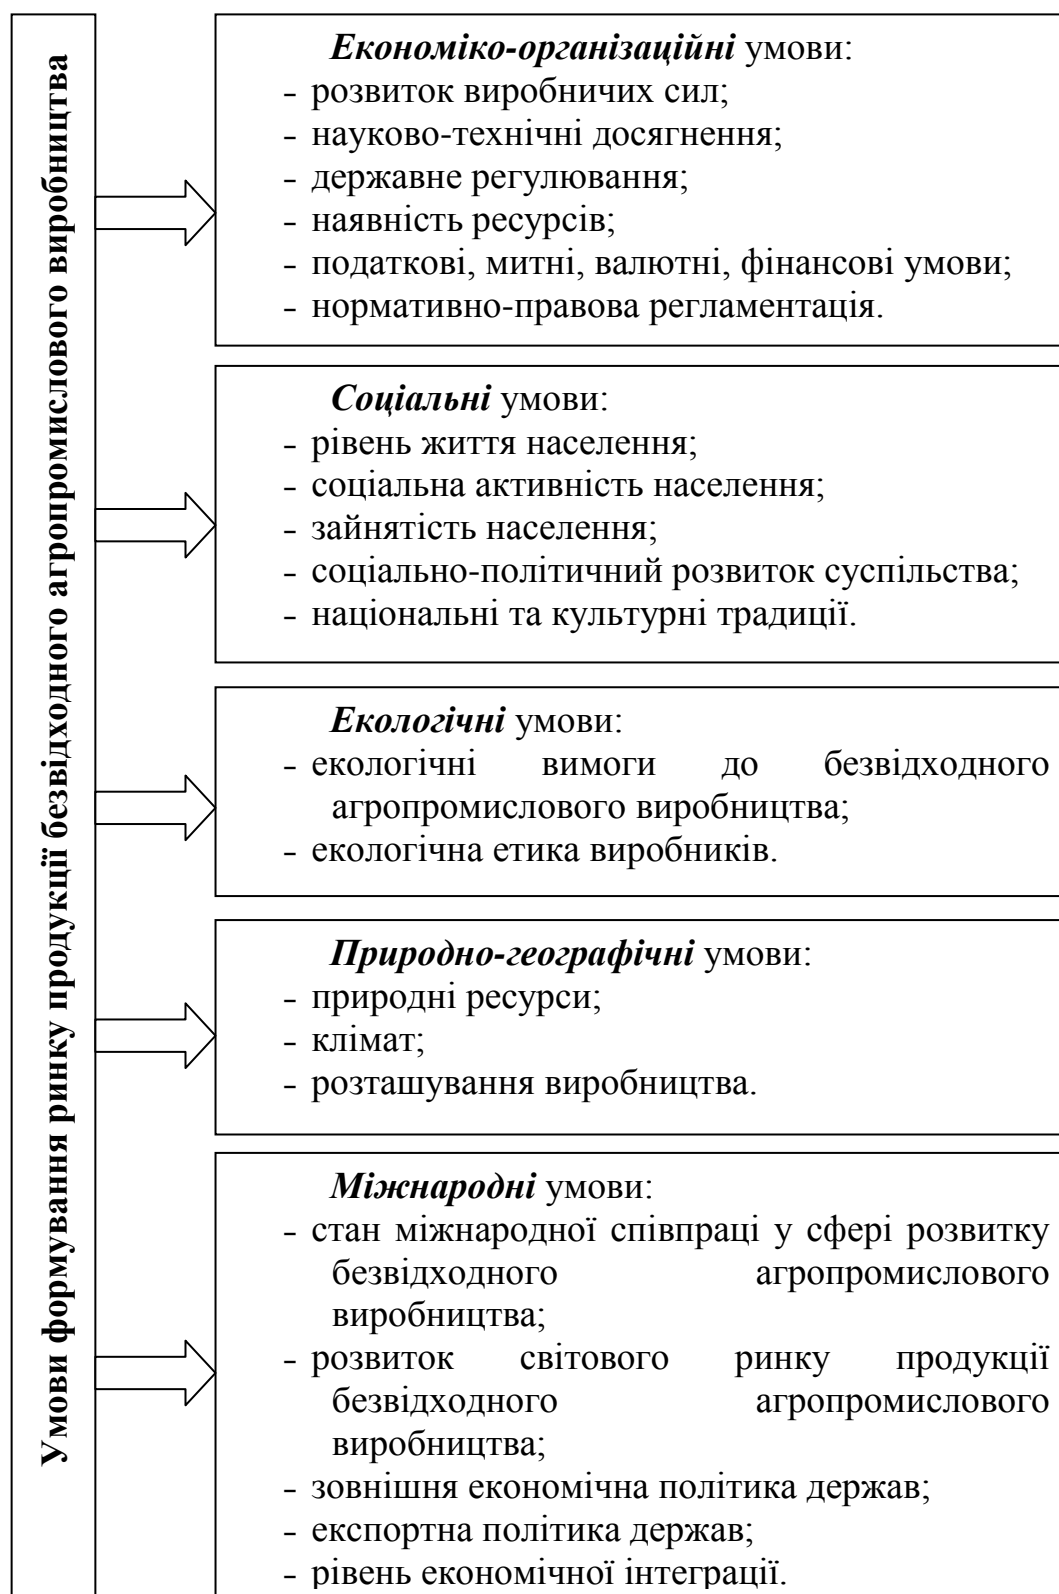 Умови формування ринку продукції безвідходного агропромислового виробництва
Економіко-організаційні умови:
- розвиток виробничих сил;
- науково-технічні досягнення;
- державне регулювання;
- наявність ресурсів;
- податкові, митні, валютні, фінансові умови;
- нормативно-правова регламентація.
Соціальні умови:
- рівень життя населення;
- соціальна активність населення;
- зайнятість населення;
- соціально-політичний розвиток суспільства;
- національні та культурні традиції.
Екологічні умови:
- екологічні вимоги до безвідходного
агропромислового виробництва;
- екологічна етика виробників.
Природно-географічні умови:
- природні ресурси;
- клімат;
- розташування виробництва.
Міжнародні умови:
- стан міжнародної співпраці у сфері розвитку
безвідходного агропромислового
виробництва;
- розвиток світового ринку продукції
безвідходного агропромислового
виробництва;
- зовнішня економічна політика держав;
- експортна політика держав;
- рівень економічної інтеграції.